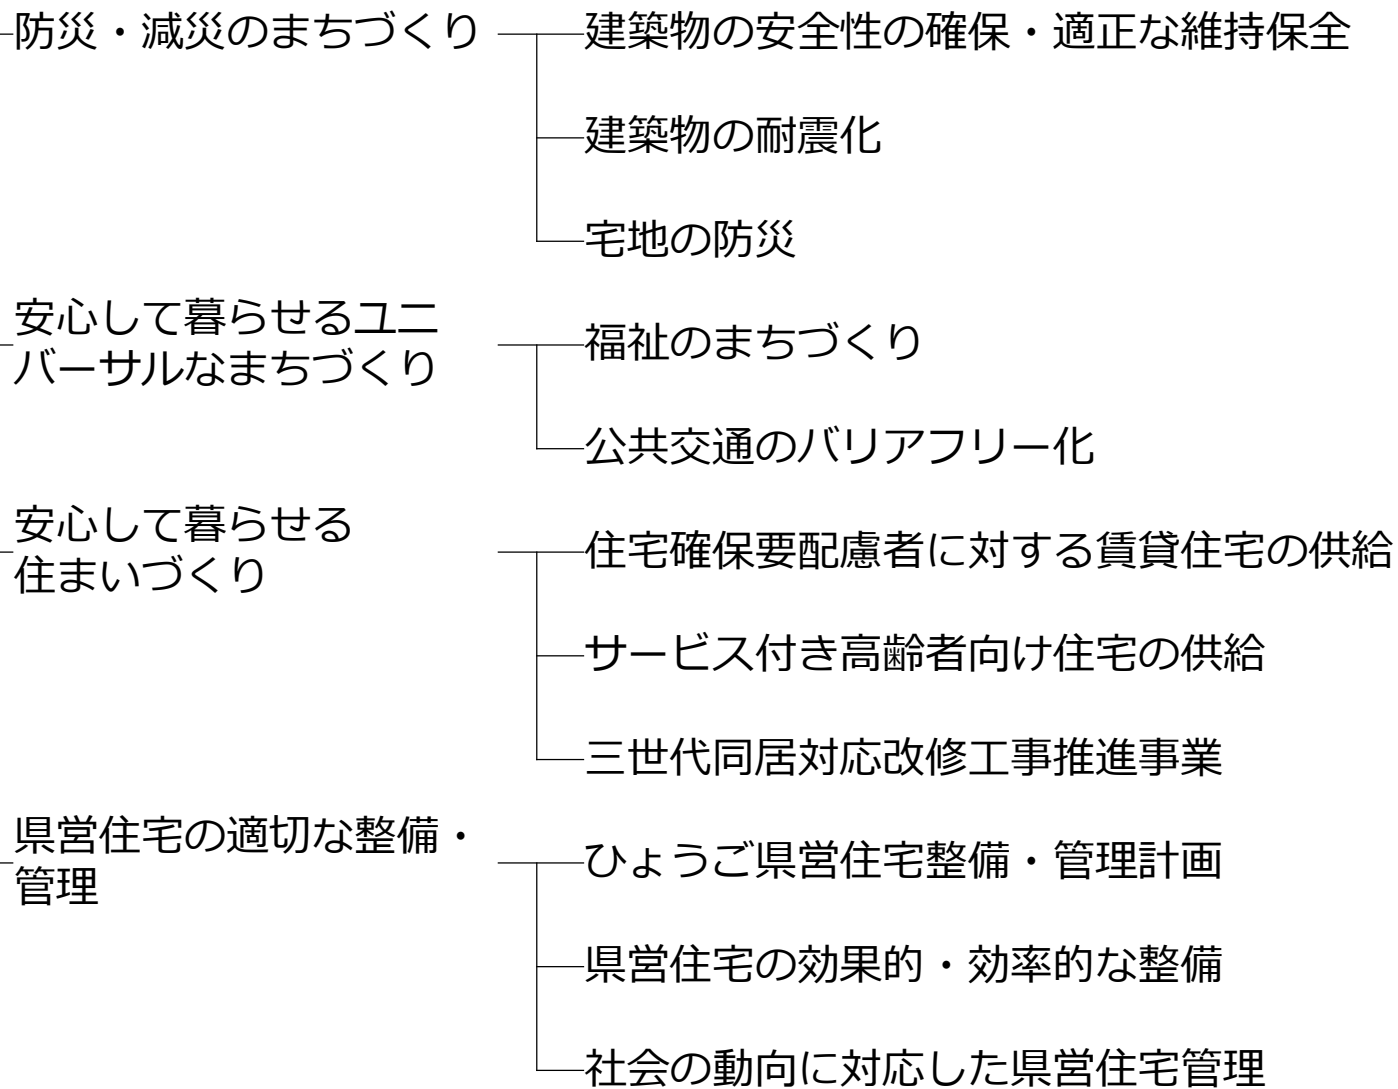 防災・減災のまちづくり
建築物の安全性の確保・適正な維持保全
建築物の耐震化
宅地の防災
安心して暮らせるユニ
バーサルなまちづくり
福祉のまちづくり
公共交通のバリアフリー化
安心して暮らせる
住まいづくり
住宅確保要配慮者に対する賃貸住宅の供給
サービス付き高齢者向け住宅の供給
三世代同居対応改修工事推進事業
県営住宅の適切な整備・
管理
ひょうご県営住宅整備・管理計画
県営住宅の効果的・効率的な整備
社会の動向に対応した県営住宅管理